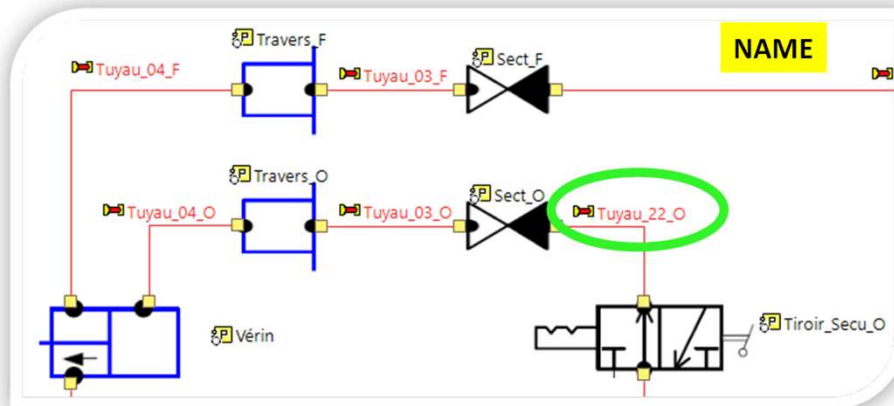 Travers_F
NAME
Tuyau_04_F
Tuyau_03_F
Sect_F
Travers_O
Tuyau_04_O
Tuyau_03_O
Sect_O
Tuyau_22_O
Vérin
Tiroir_Secu_O